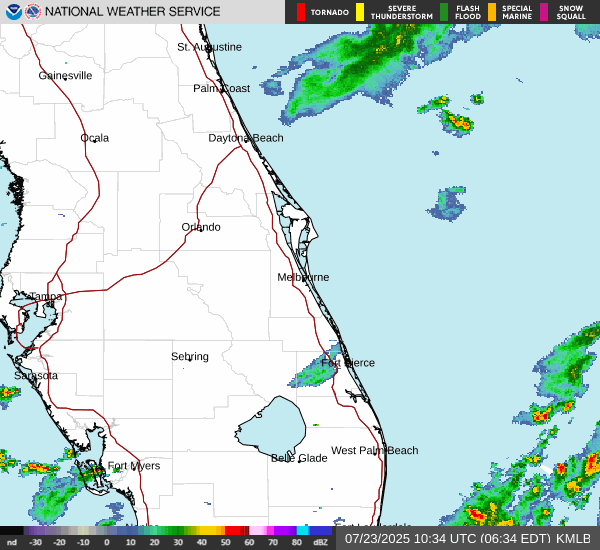 NATIONAL WEATHER SERVICE
TORNADO
SEVERE
THUNDERSTORM
FLASH
FLOOD
SPECIAL
MARINE
SNOW
SQUALL
St. Augustine
Gainesville
Palm Coast
Ocala
Daytona Beach
Orlando
Melbourne
Tampa
Sebring
Fort Pierce
Sarasota
West Palm Beach
Belle Glade
Fort Myers
nd -30 -20 -10 0 10 20 30 40 50 60 70 80 dBZ
07/23/2025 10:34 UTC (06:34 EDT) KMLB